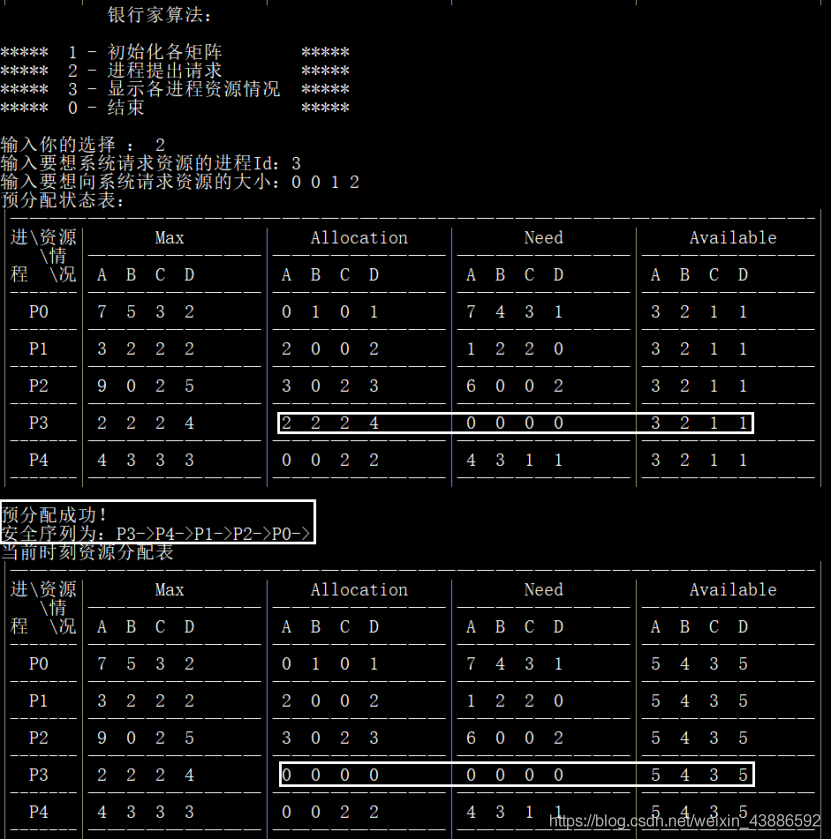 银行家算法:
***** 1 - 初始化各矩阵 *****
***** 2 - 进程提出请求 *****
***** 3 - 显示各进程资源情况 *****
***** 0 - 结束 *****
输入你的选择 : 2
输入要想系统请求资源的进程Id: 3
输入要想向系统请求资源的大小: 0 0 1 2
预分配状态表:
进\资源 Max Allocation Need Available
\情
程 \况 A B C D A B C D A B C D A B C D
P0 7 5 3 2 0 1 0 1 7 4 3 1 3 2 1 1
P1 3 2 2 2 2 0 0 2 1 2 2 0 3 2 1 1
P2 9 0 2 5 3 0 2 3 6 0 0 2 3 2 1 1
P3 2 2 2 4 2 2 2 4 0 0 0 0 3 2 1 1
P4 4 3 3 3 0 0 2 2 4 3 1 1 3 2 1 1
预分配成功!
安全序列为: P3->P4->P1->P2->P0->
当前时刻资源分配表
进\资源 Max Allocation Need Available
\情
程 \况 A B C D A B C D A B C D A B C D
P0 7 5 3 2 0 1 0 1 7 4 3 1 5 4 3 5
P1 3 2 2 2 2 0 0 2 1 2 2 0 5 4 3 5
P2 9 0 2 5 3 0 2 3 6 0 0 2 5 4 3 5
P3 2 2 2 4 0 0 0 0 0 0 0 0 5 4 3 5
P4 4 3 3 3 0 0 2 2 4 3 1 1 5 4 3 5
https://blog.csdn.net/weixin_43886592